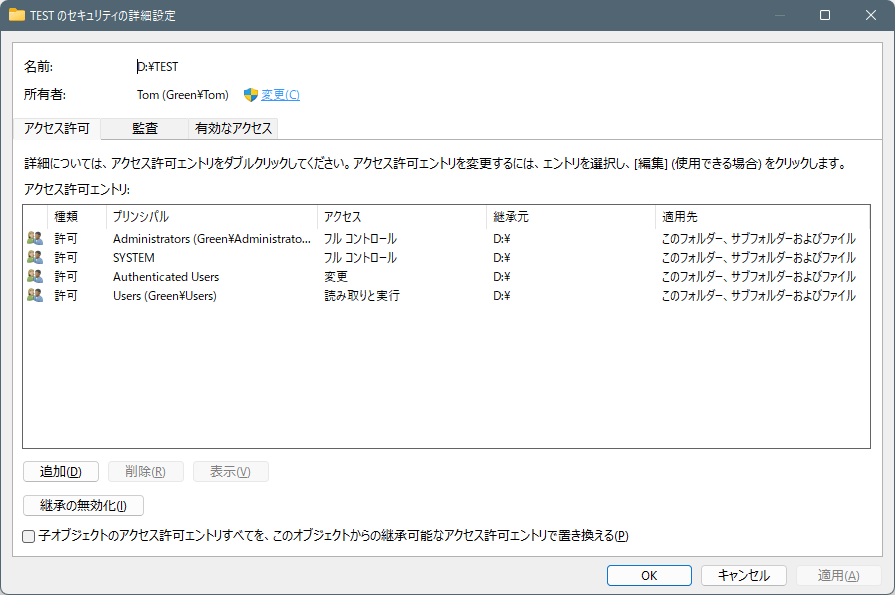 TEST のセキュリティの詳細設定
名前: D:¥TEST
所有者: Tom (Green¥Tom) 変更(C)
アクセス許可 監査 有効なアクセス
詳細については、アクセス許可エントリをダブルクリックしてください。アクセス許可エントリを変更するには、エントリを選択し、[編集] (使用できる場合) をクリックします。
アクセス許可エントリ:
種類 プリンシパル アクセス 継承元 適用先
許可 Administrators (Green¥Administrato... フル コントロール D:¥ このフォルダー、サブフォルダーおよびファイル
許可 SYSTEM フル コントロール D:¥ このフォルダー、サブフォルダーおよびファイル
許可 Authenticated Users 変更 D:¥ このフォルダー、サブフォルダーおよびファイル
許可 Users (Green¥Users) 読み取りと実行 D:¥ このフォルダー、サブフォルダーおよびファイル
追加(D) 削除(R) 表示(V)
継承の無効化(I)
子オブジェクトのアクセス許可エントリすべてを、このオブジェクトからの継承可能なアクセス許可エントリで置き換える(P)
OK キャンセル 適用(A)